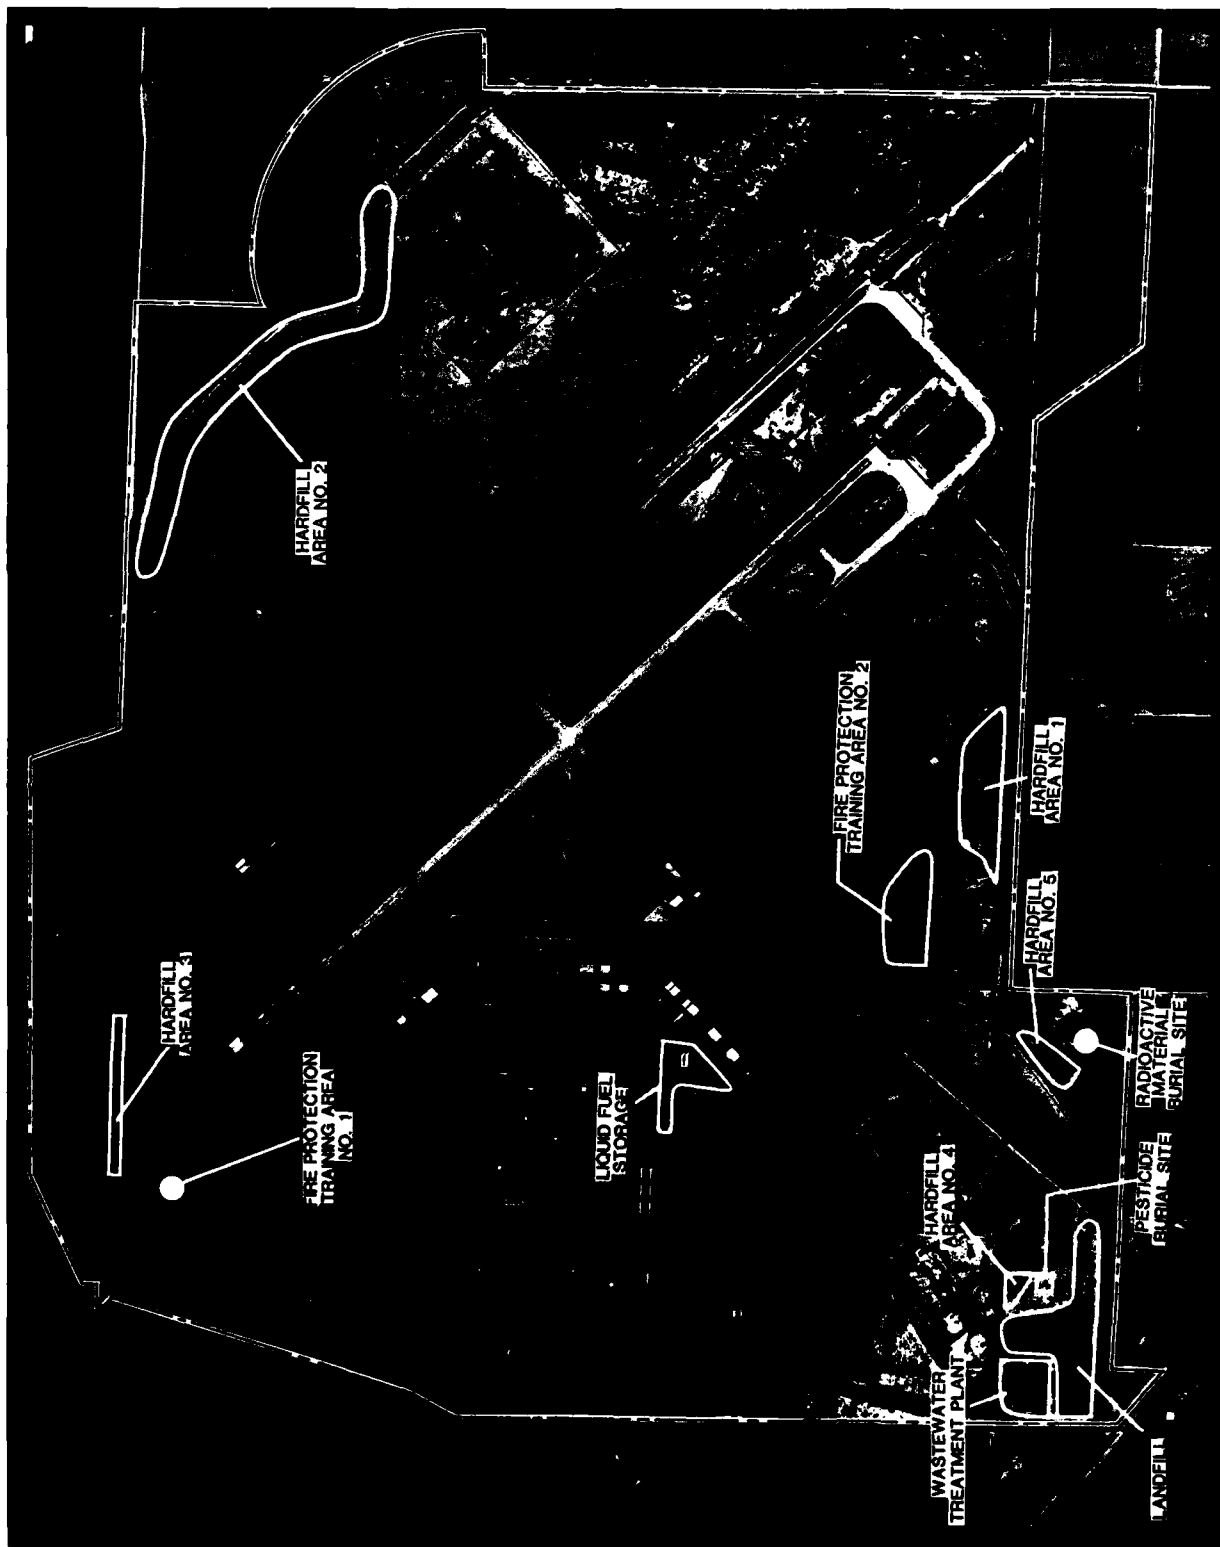 HARDFILL
AREA NO. 2
HARDFILL
AREA NO. 3
FIRE PROTECTION
TRAINING AREA
NO. 1
LIQUID FUEL
STORAGE
FIRE PROTECTION
TRAINING AREA NO. 2
HARDFILL
AREA NO. 1
HARDFILL
AREA NO. 5
RADIOACTIVE
MATERIAL
BURIAL SITE
HARDFILL
AREA NO. 4
PESTICIDE
BURIAL SITE
WASTEWATER
TREATMENT PLANT
LANDFILL